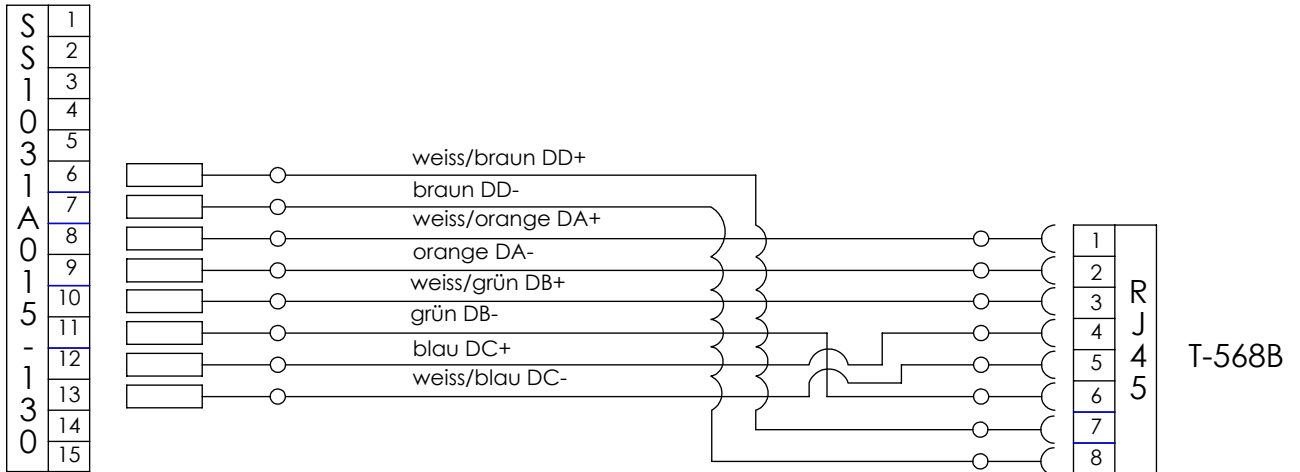 SS1031A0015-130
1
2
3
4
5
6
7
8
9
10
11
12
13
14
15
weiss/braun DD+
braun DD-
weiss/orange DA+
orange DA-
weiss/grün DB+
grün DB-
blau DC+
weiss/blau DC-
1
2
3
4
5
6
7
8
RJ45
T-568B